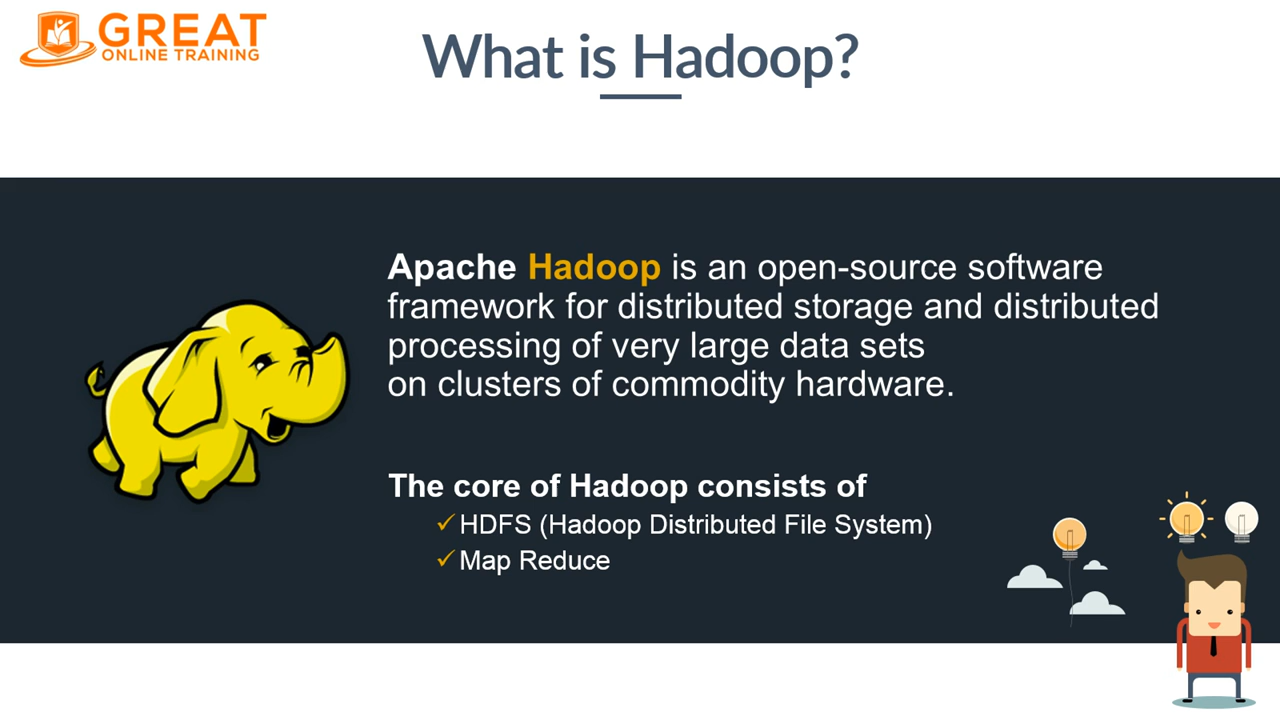 GREAT
ONLINE TRAINING
What is Hadoop?
Apache Hadoop is an open-source software
framework for distributed storage and distributed
processing of very large data sets
on clusters of commodity hardware.
The core of Hadoop consists of
✓HDFS (Hadoop Distributed File System)
✓Map Reduce